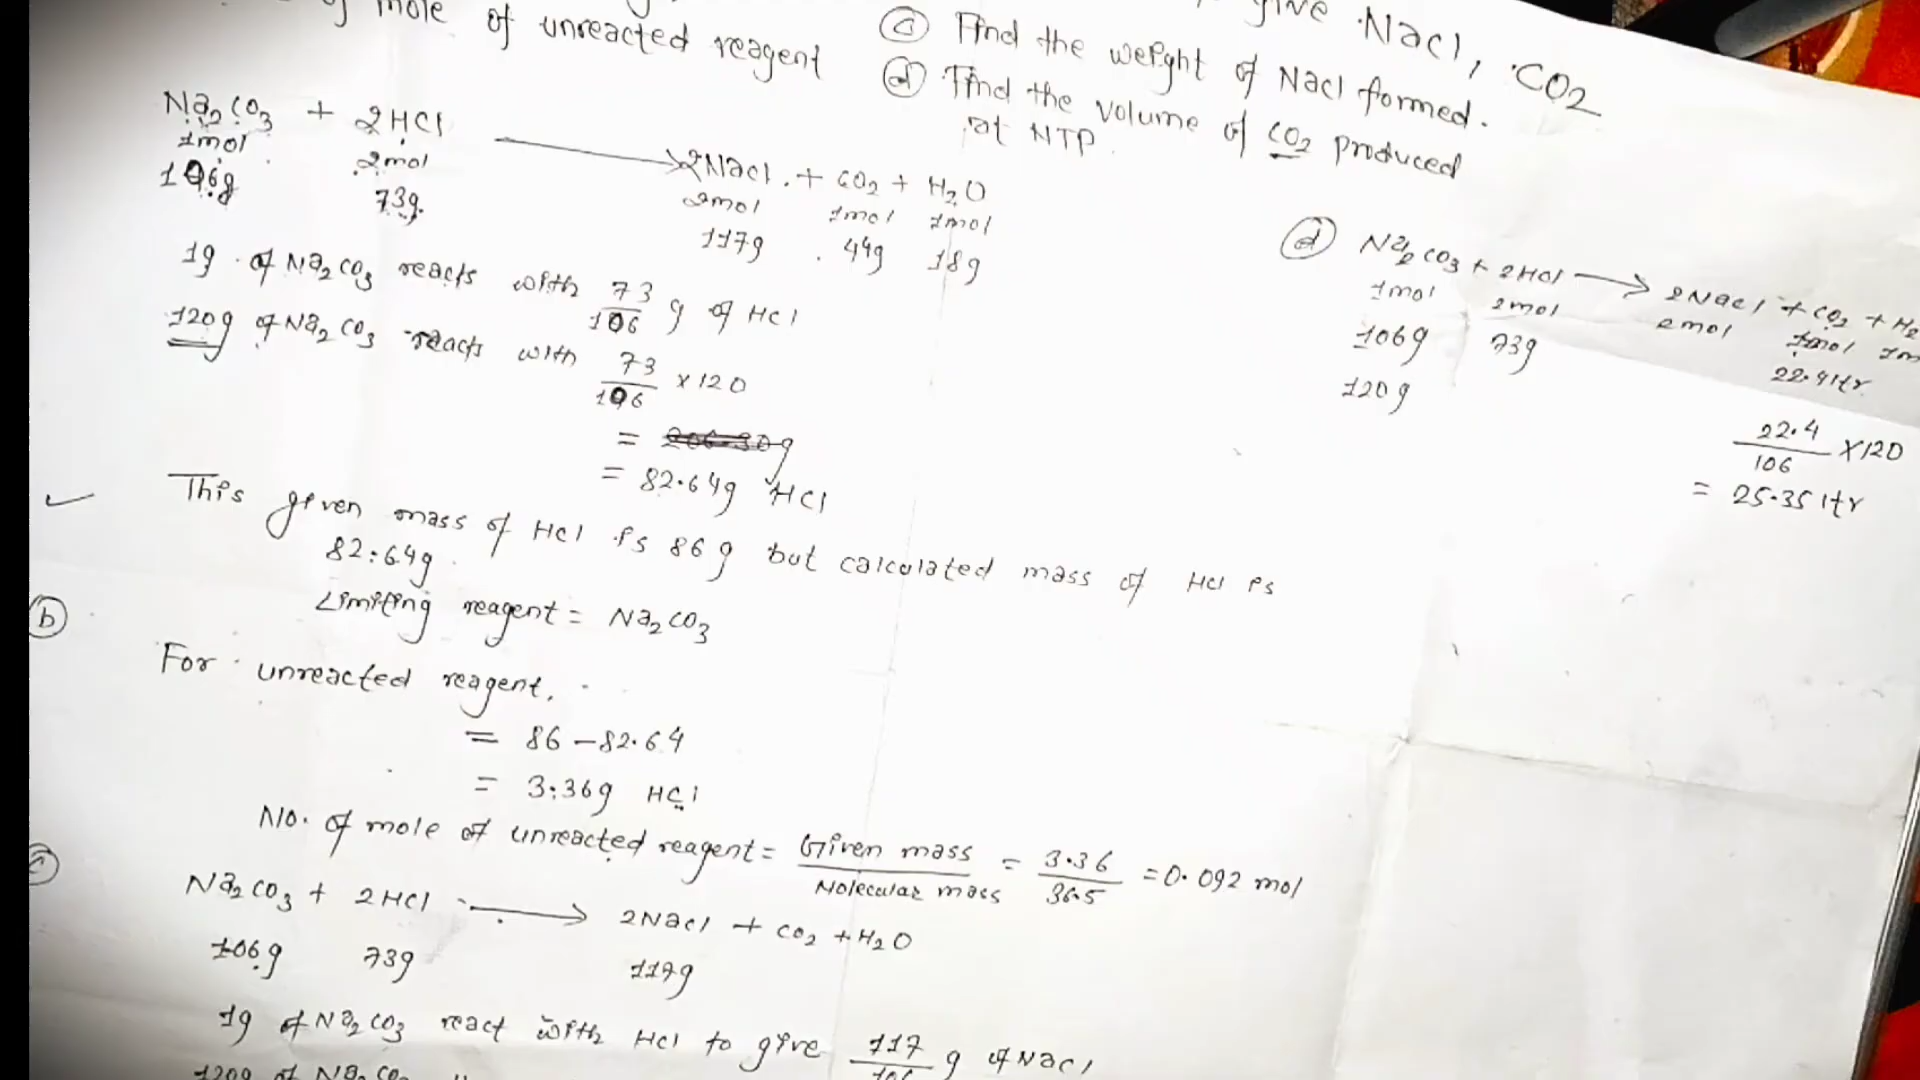 mole of unreacted reagent
give NaCl, CO2
(c) Find the weight of NaCl formed.
(d) Find the volume of CO2 produced
at NTP.
Na2CO3 + 2HCl → 2NaCl + CO2 + H2O
1mol 2mol 2mol 1mol 1mol
106g 73g 117g 44g 18g
1g of Na2CO3 reacts with 73/106 g of HCl
120g of Na2CO3 reacts with 73/106 x 120
=
= 82.64g HCl
This given mass of HCl is 86g but calculated mass of HCl is
82.64g.
Limiting reagent = Na2CO3
(b)
For unreacted reagent,
= 86 - 82.64
= 3.36g HCl
No. of mole of unreacted reagent = Given mass/Molecular mass = 3.36/36.5 = 0.092 mol
(c)
Na2CO3 + 2HCl → 2NaCl + CO2 + H2O
106g 73g 117g
1g of Na2CO3 react with HCl to give 117/106 g of NaCl
120g of Na2CO3 "
(d) Na2CO3 + 2HCl → 2NaCl + CO2 + H2
1mol 2mol 2mol 1mol 1m
106g 73g 22.4ltr
120g
22.4/106 x120
= 25.35 ltr